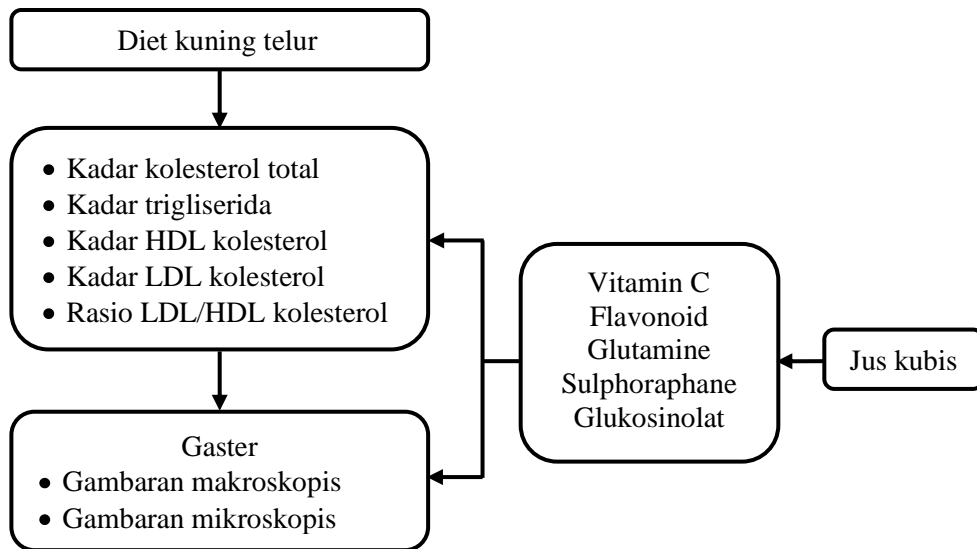 Diet kuning telur
• Kadar kolesterol total
• Kadar trigliserida
• Kadar HDL kolesterol
• Kadar LDL kolesterol
• Rasio LDL/HDL kolesterol
Vitamin C
Flavonoid
Glutamine
Sulphoraphane
Glukosinolat
Jus kubis
Gaster
• Gambaran makroskopis
• Gambaran mikroskopis